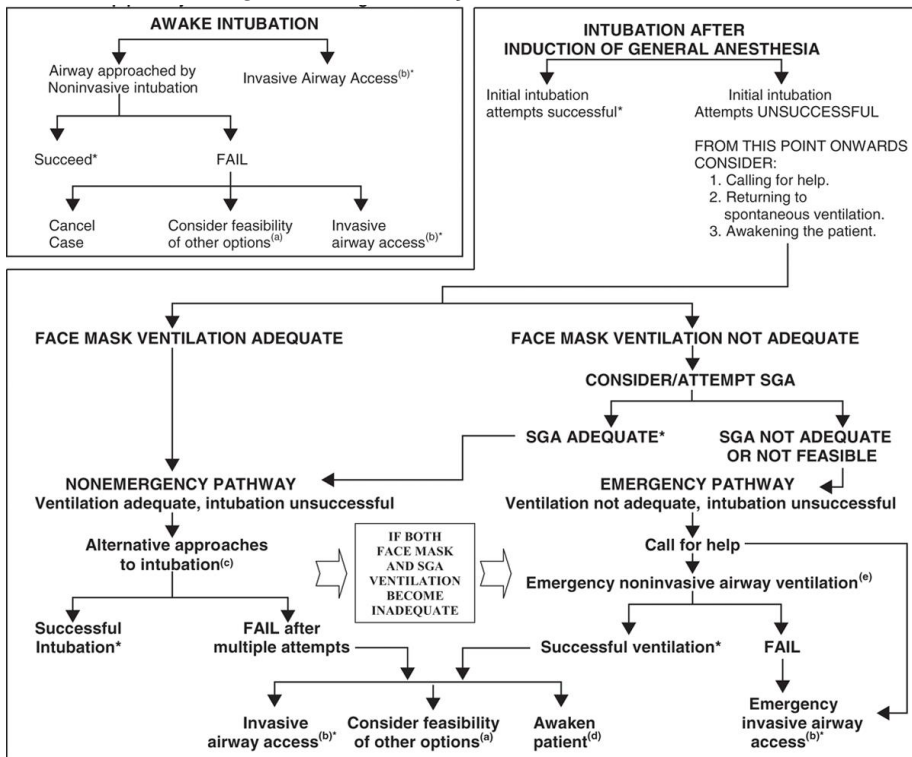 AWAKE INTUBATION
Airway approached by
Noninvasive intubation
Invasive Airway Access(b)*
Succeed*
FAIL
Cancel
Case
Consider feasibility
of other options(a)
Invasive
airway access(b)*
INTUBATION AFTER
INDUCTION OF GENERAL ANESTHESIA
Initial intubation
attempts successful*
Initial intubation
Attempts UNSUCCESSFUL
FROM THIS POINT ONWARDS
CONSIDER:
1. Calling for help.
2. Returning to
spontaneous ventilation.
3. Awakening the patient.
FACE MASK VENTILATION ADEQUATE
FACE MASK VENTILATION NOT ADEQUATE
CONSIDER/ATTEMPT SGA
SGA ADEQUATE*
SGA NOT ADEQUATE
OR NOT FEASIBLE
NONEMERGENCY PATHWAY
Ventilation adequate, intubation unsuccessful
EMERGENCY PATHWAY
Ventilation not adequate, intubation unsuccessful
Alternative approaches
to intubation(c)
IF BOTH
FACE MASK
AND SGA
VENTILATION
BECOME
INADEQUATE
Call for help
Emergency noninvasive airway ventilation(e)
Successful
Intubation*
FAIL after
multiple attempts
Successful ventilation*
FAIL
Invasive
airway access(b)*
Consider feasibility
of other options(a)
Awaken
patient(d)
Emergency
invasive airway
access(b)*